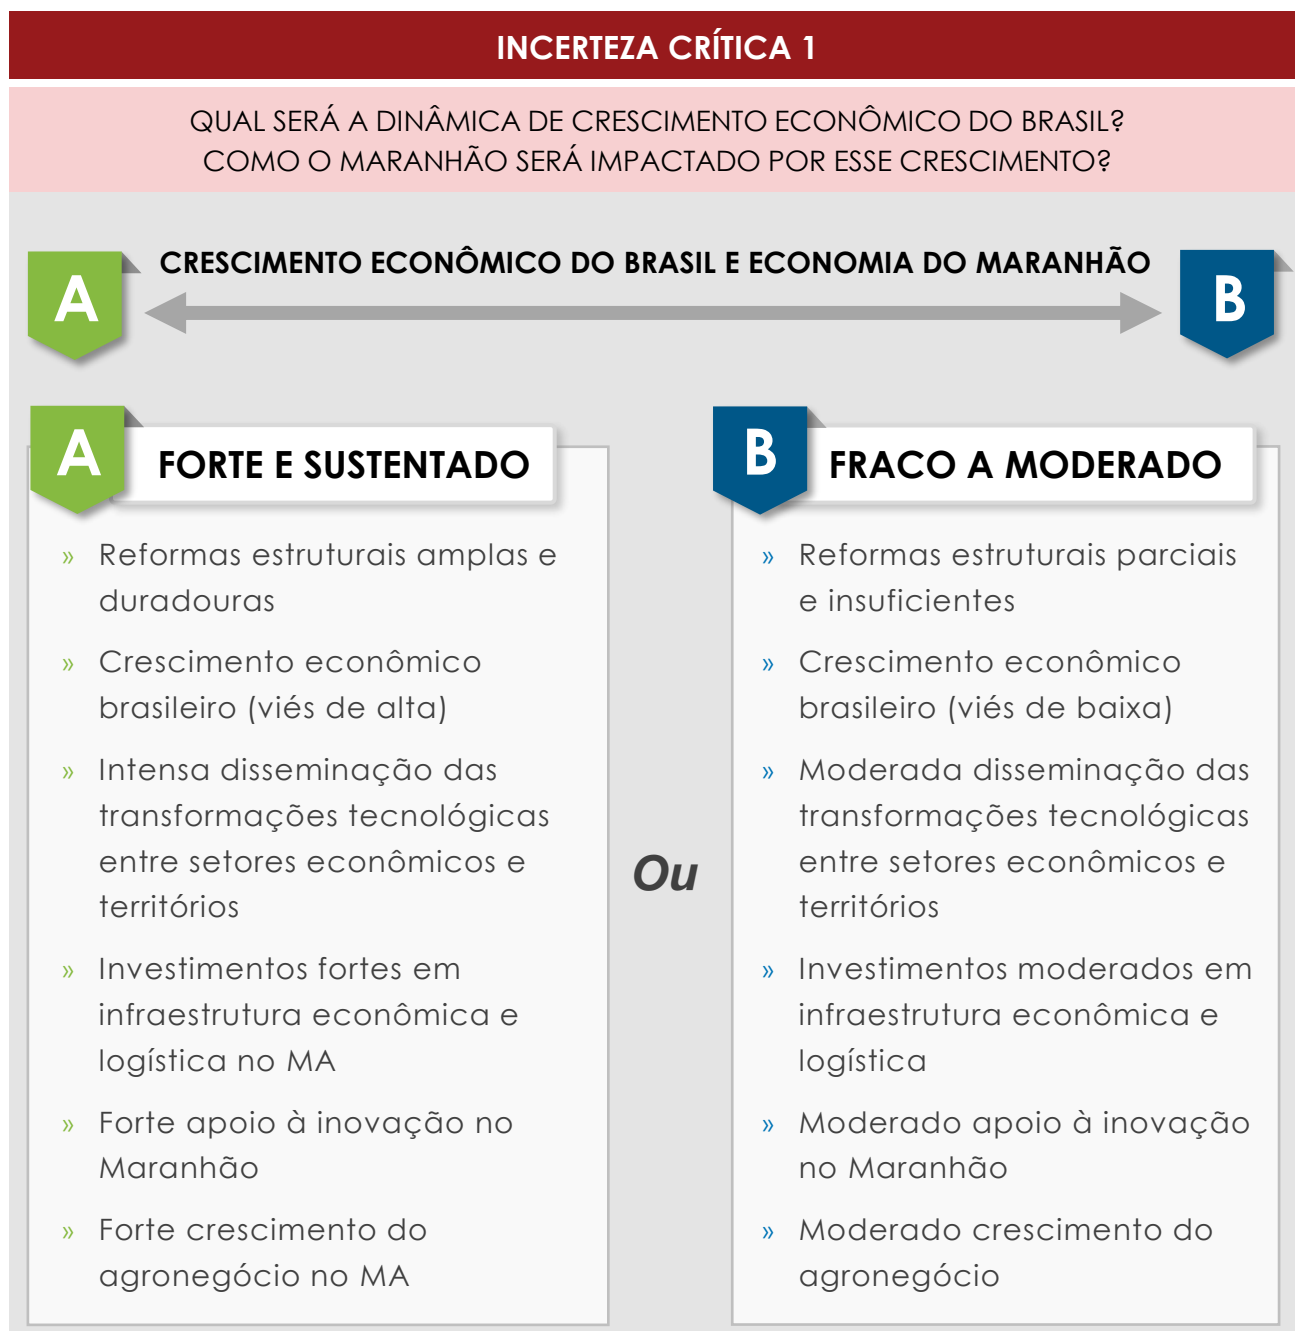 INCERTEZA CRÍTICA 1
QUAL SERÁ A DINÂMICA DE CRESCIMENTO ECONÔMICO DO BRASIL?
COMO O MARANHÃO SERÁ IMPACTADO POR ESSE CRESCIMENTO?
A
CRESCIMENTO ECONÔMICO DO BRASIL E ECONOMIA DO MARANHÃO
B
A
FORTE E SUSTENTADO
» Reformas estruturais amplas e
duradouras
» Crescimento econômico
brasileiro (viés de alta)
» Intensa disseminação das
transformações tecnológicas
entre setores econômicos e
territórios
» Investimentos fortes em
infraestrutura econômica e
logística no MA
» Forte apoio à inovação no
Maranhão
» Forte crescimento do
agronegócio no MA
Ou
B
FRACO A MODERADO
» Reformas estruturais parciais
e insuficientes
» Crescimento econômico
brasileiro (viés de baixa)
» Moderada disseminação das
transformações tecnológicas
entre setores econômicos e
territórios
» Investimentos moderados em
infraestrutura econômica e
logística
» Moderado apoio à inovação
no Maranhão
» Moderado crescimento do
agronegócio